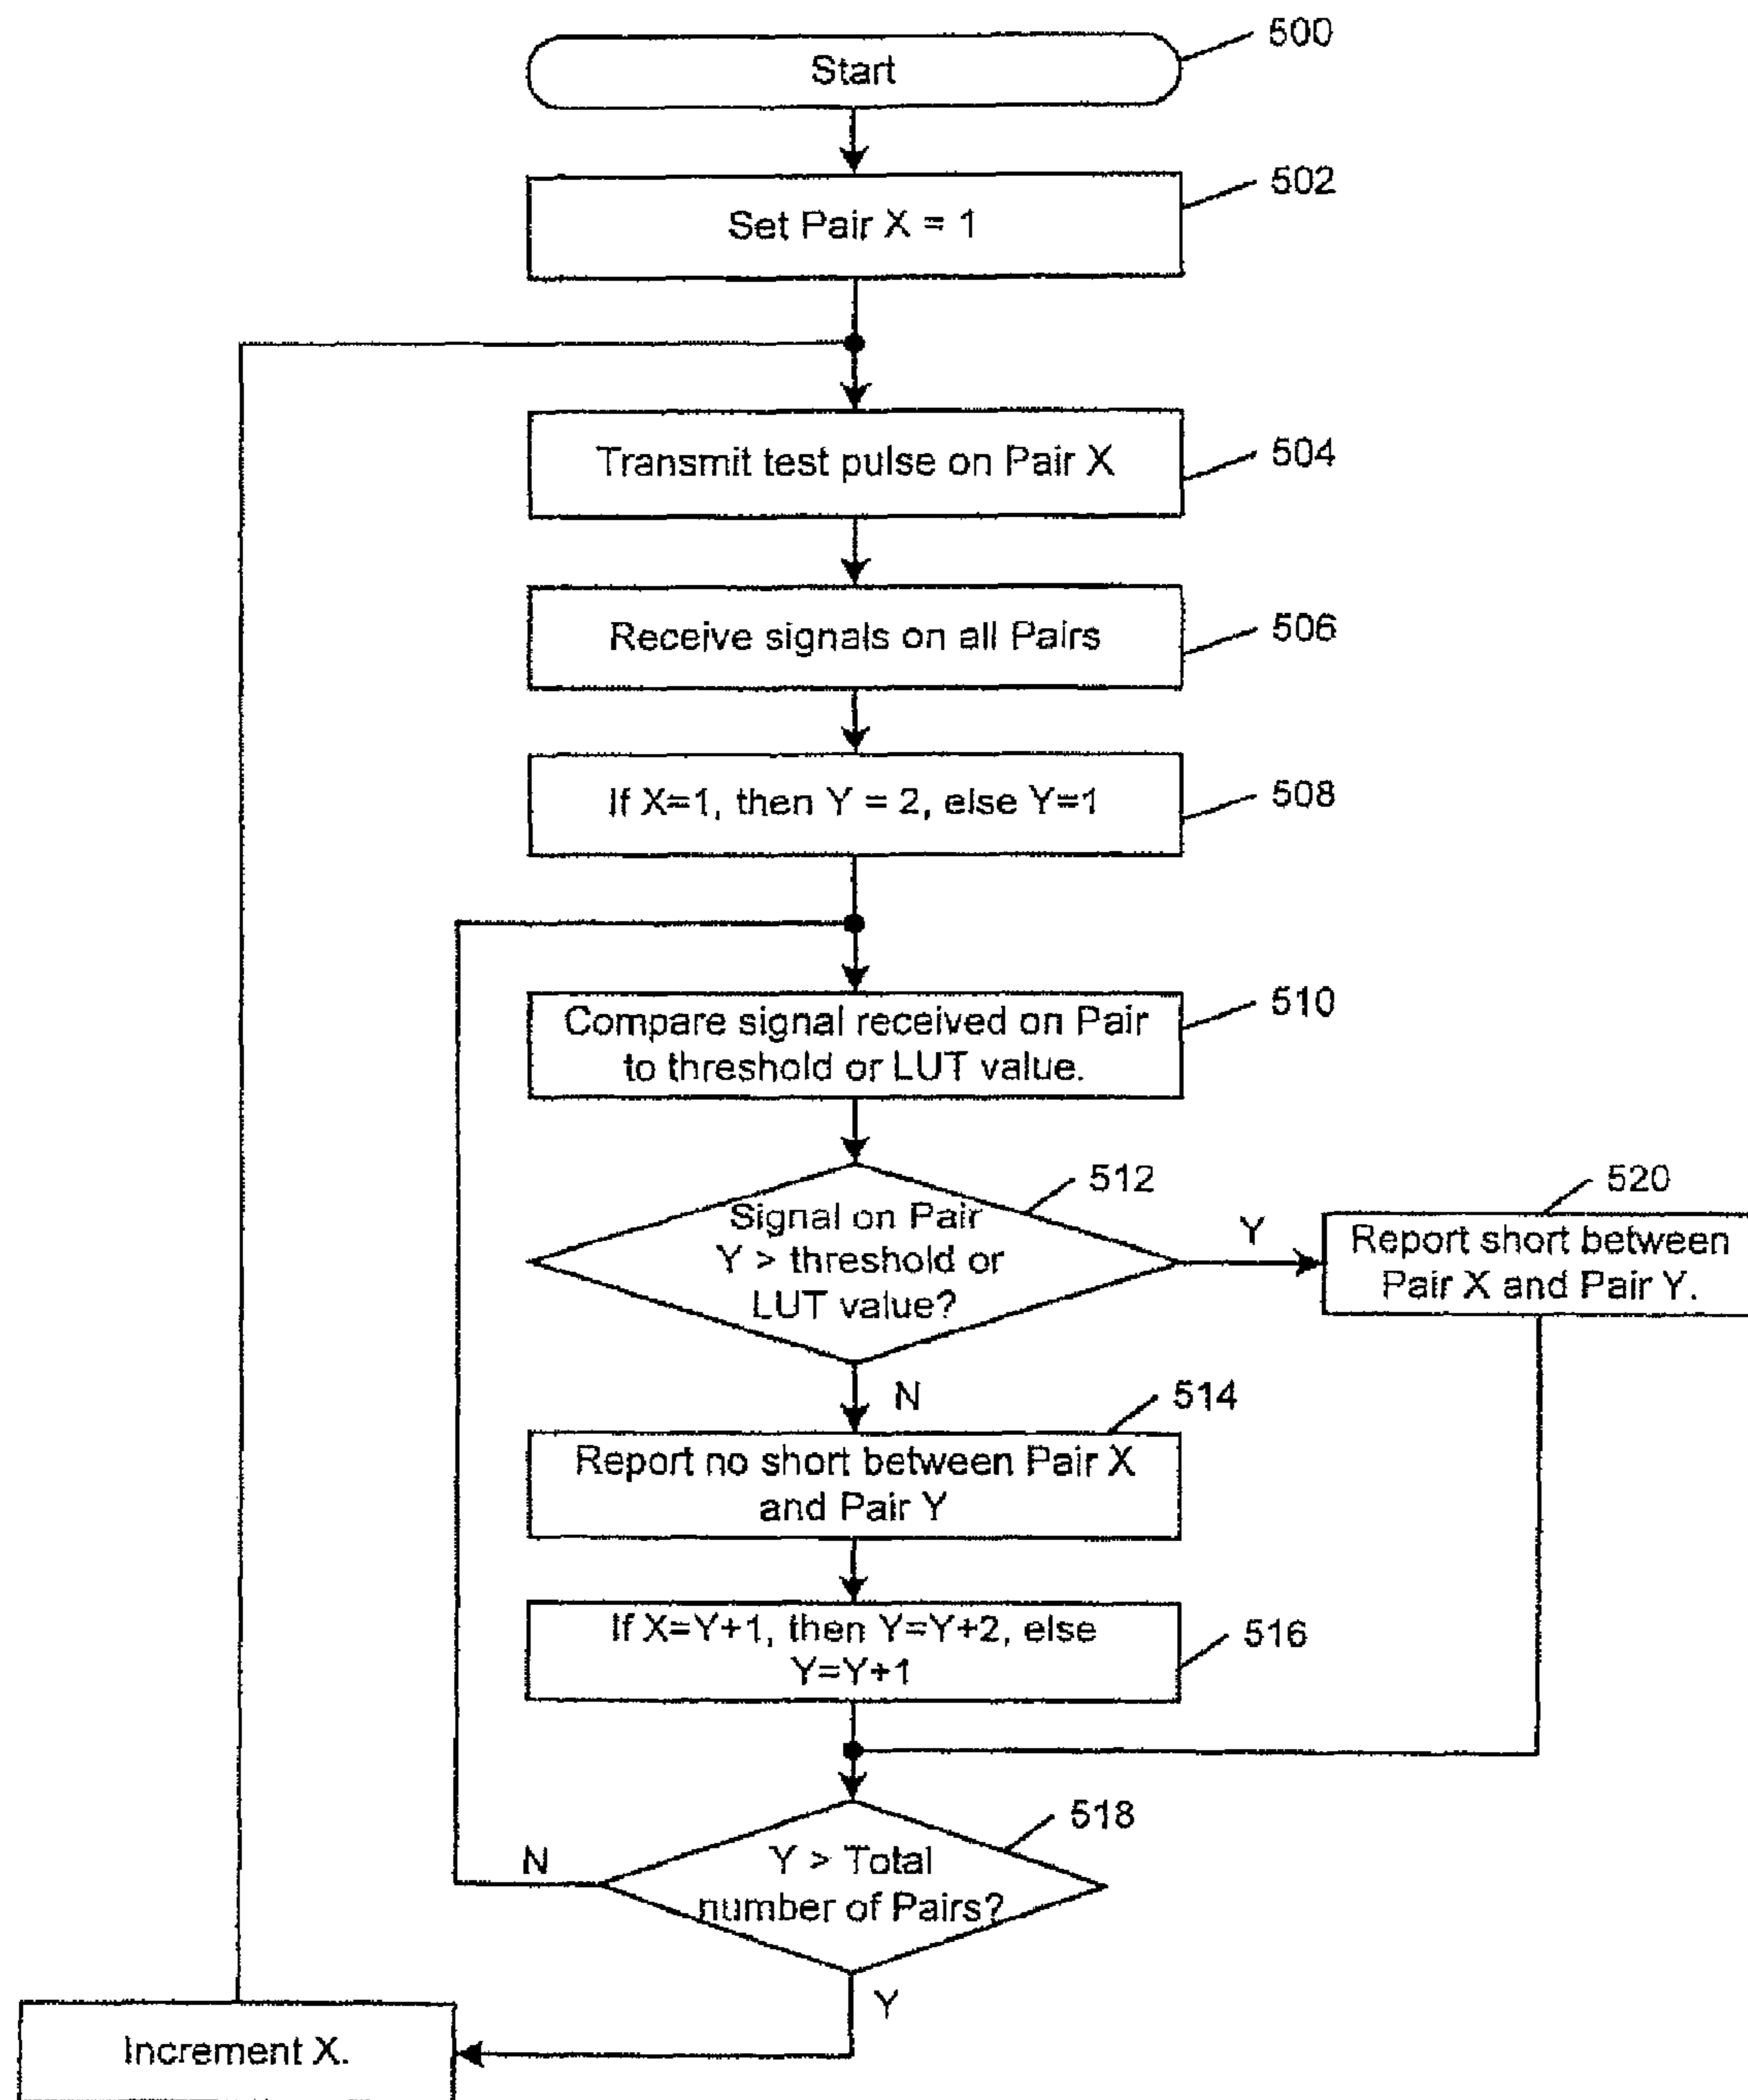 500
Start
502
Set Pair X = 1
Transmit test pulse on Pair X
504
Receive signals on all Pairs
506
If X=1, then Y = 2, else Y=1
508
Compare signal received on Pair
to threshold or LUT value.
510
512
Signal on Pair
Y > threshold or
LUT value?
Y
520
Report short between
Pair X and Pair Y.
N
514
Report no short between Pair X
and Pair Y
If X=Y+1, then Y=Y+2, else
Y=Y+1
516
518
Y > Total
number of Pairs?
N
Y
Increment X.